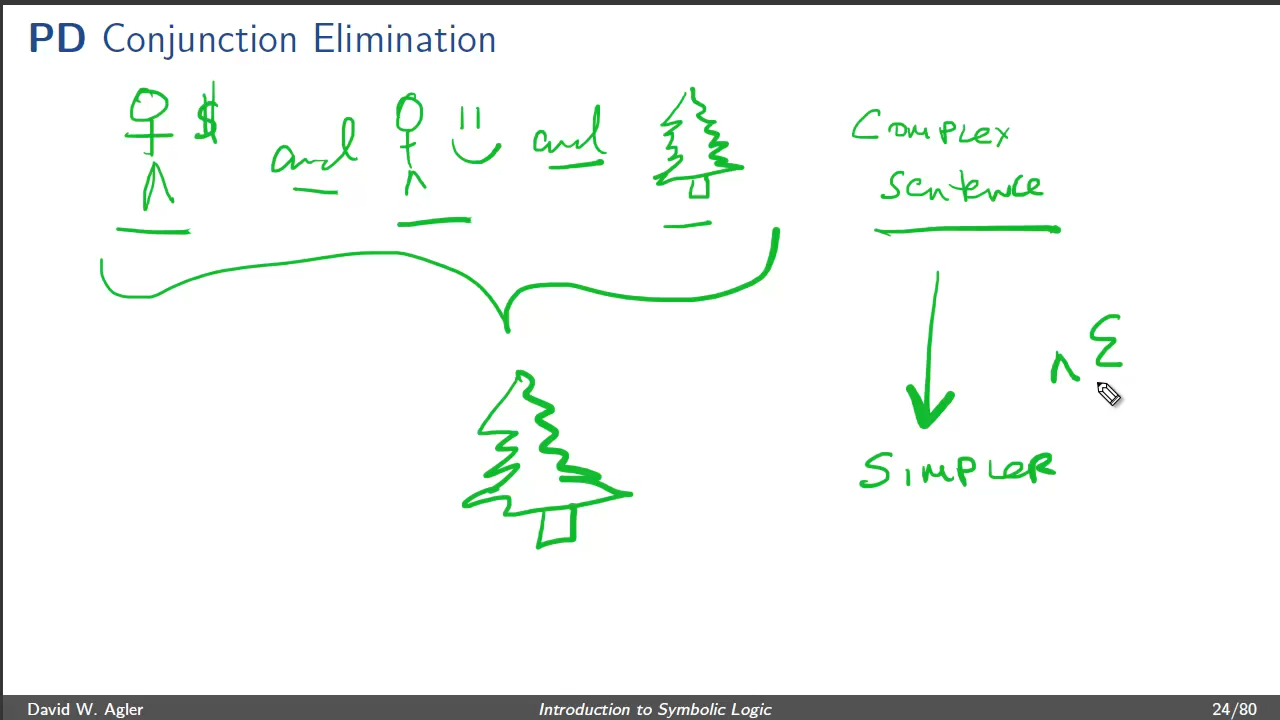 PD Conjunction Elimination
$ and and
Complex
Sentence
∧E
Simpler
David W. Agler Introduction to Symbolic Logic 24/80